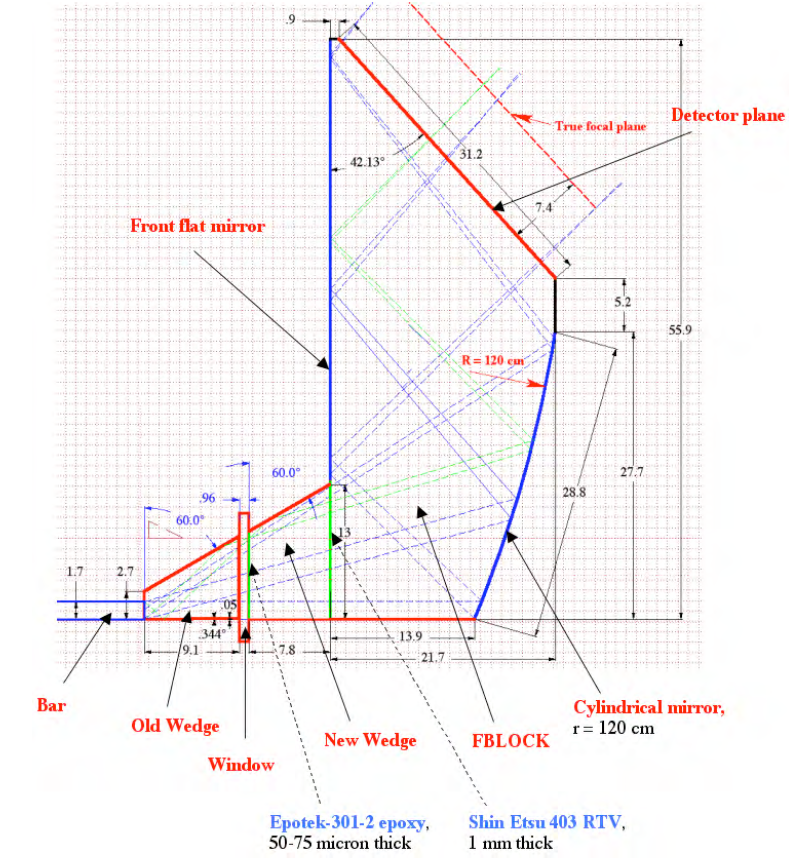 .9
Detector plane
True focal plane
31.2
42.13°
7.4
Front flat mirror
5.2
55.9
R = 120 cm
60.0°
.96
60.0°
27.7
28.8
13
1.7
2.7
.05
.344°
9.1
7.8
13.9
21.7
Bar
Old Wedge
Window
New Wedge
FBLOCK
Cylindrical mirror,
r = 120 cm
Epotek-301-2 epoxy,
50-75 micron thick
Shin Etsu 403 RTV,
1 mm thick